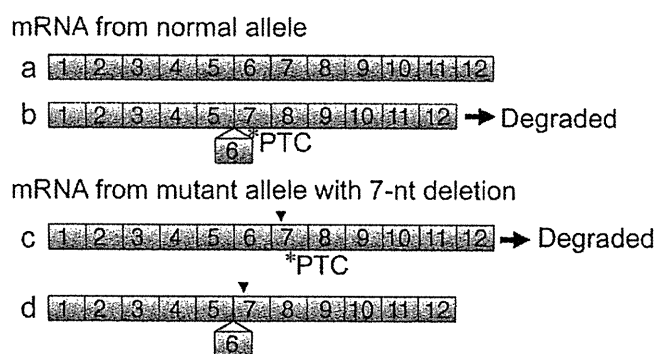 mRNA from normal allele
a 1 2 3 4 5 6 7 8 9 10 11 12
b 1 2 3 4 5 7 8 9 10 11 12 Degraded
6 *PTC
mRNA from mutant allele with 7-nt deletion
c 1 2 3 4 5 6 7 8 9 10 11 12 Degraded
*PTC
d 1 2 3 4 5 7 8 9 10 11 12
6